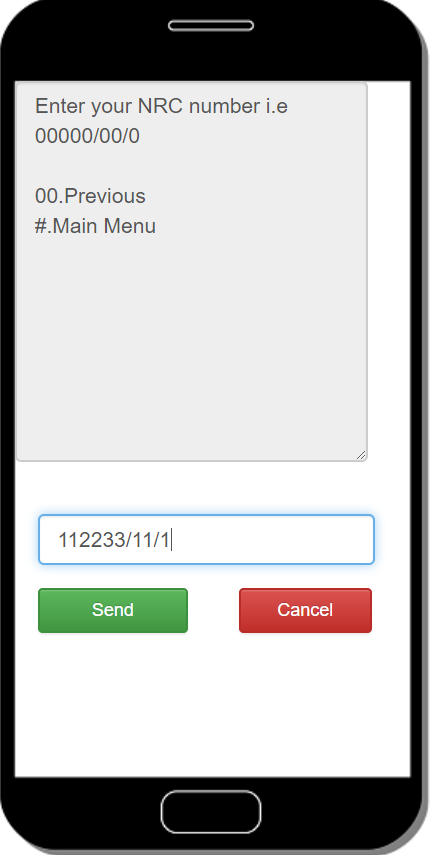 Enter your NRC number i.e
00000/00/0
00.Previous
#.Main Menu
112233/11/1
Send
Cancel